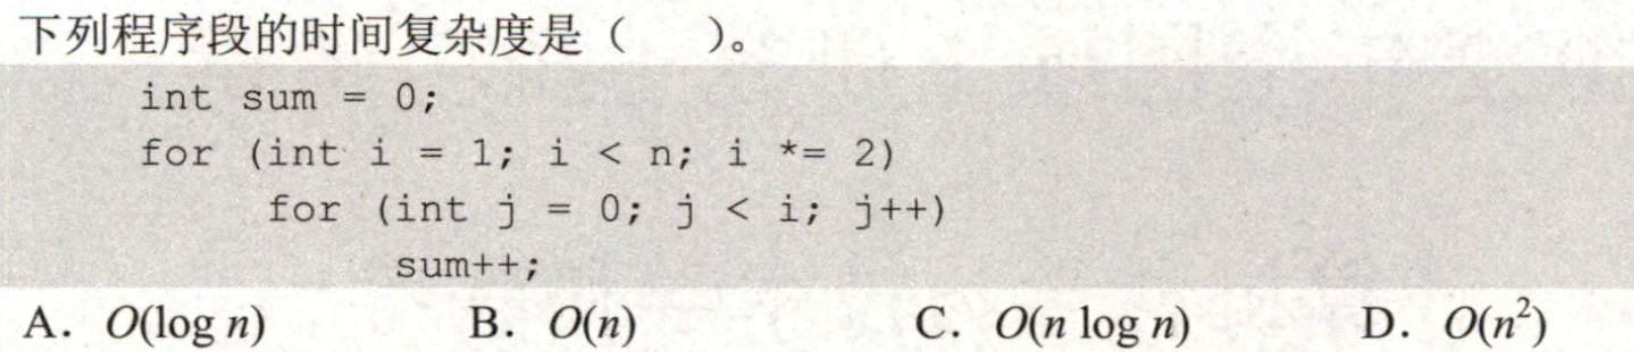 下列程序段的时间复杂度是（　　）。
int sum = 0;
for (int i = 1; i < n; i *= 2)
for (int j = 0; j < i; j++)
sum++;
A. O(log n)　B. O(n)　C. O(n log n)　D. O(n²)